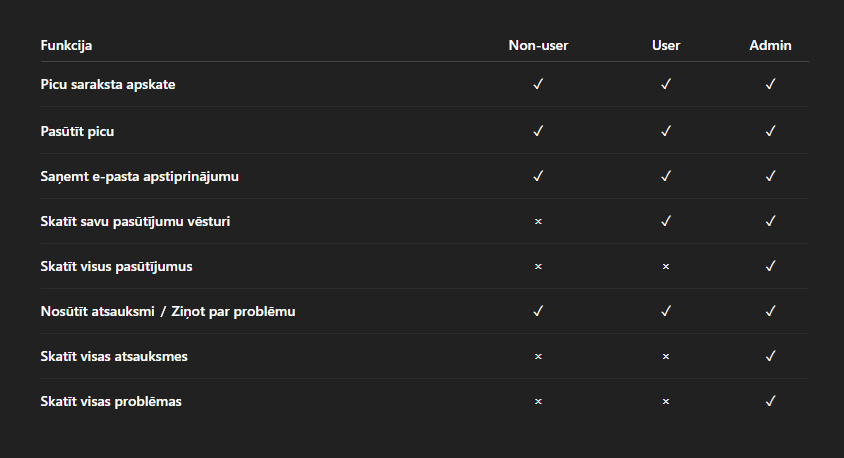 Funkcija Non-user User Admin
Picu saraksta apskate ✓ ✓ ✓
Pasūtīt picu ✓ ✓ ✓
Saņemt e-pasta apstiprinājumu ✓ ✓ ✓
Skatīt savu pasūtījumu vēsturi × ✓ ✓
Skatīt visus pasūtījumus × × ✓
Nosūtīt atsauksmi / Ziņot par problēmu ✓ ✓ ✓
Skatīt visas atsauksmes × × ✓
Skatīt visas problēmas × × ✓